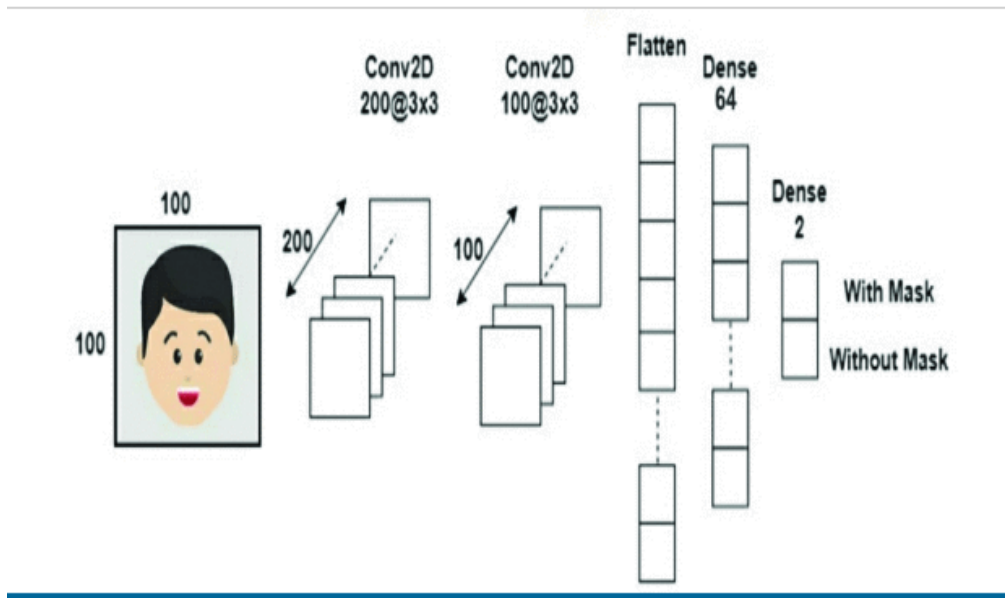 100
100
Conv2D
200@3x3
200
Conv2D
100@3x3
100
Flatten
Dense
64
Dense
2
With Mask
Without Mask